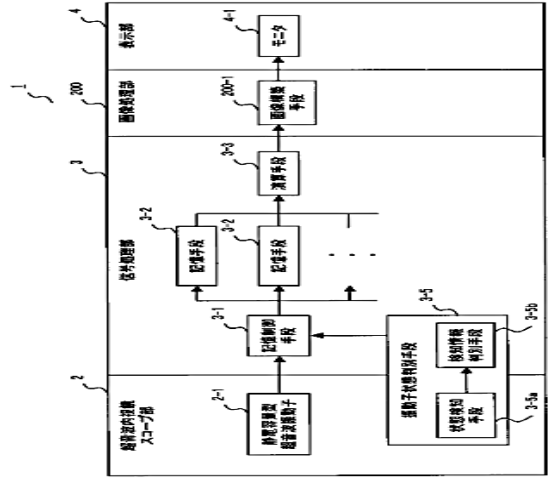 1
2
超音波内視鏡
スコープ部
3
信号処理部
200
画像処理部
4
表示部
2-1
静電容量型
超音波振動子
3-1
記憶制御
手段
3-2
記憶手段
3-2
記憶手段
3-3
演算手段
200-1
画像構築
手段
4-1
モニタ
振動子状態判別手段
3-5
状態検知
手段
3-5a
検知情報
判別手段
3-5b